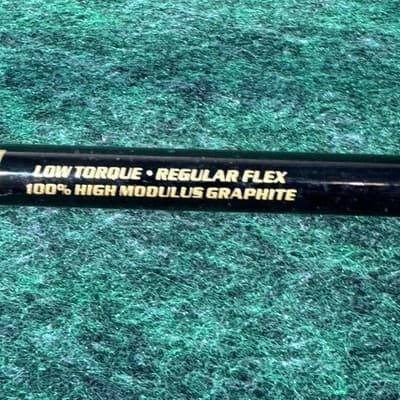 LOW TORQUE • REGULAR FLEX
100% HIGH MODULUS GRAPHITE